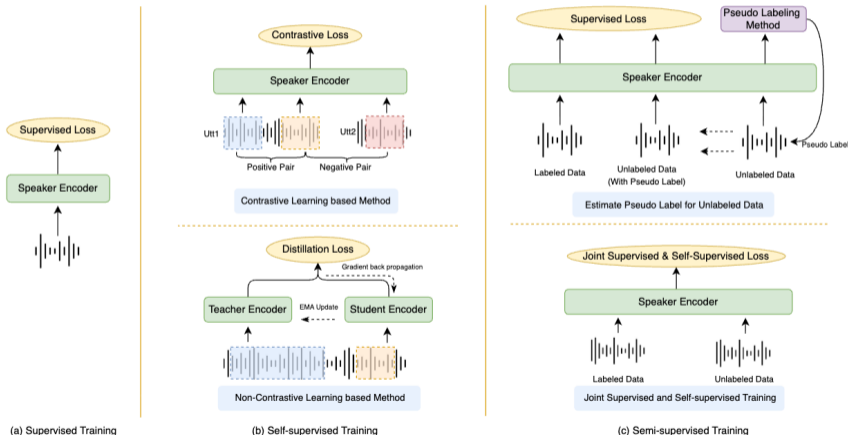 Supervised Loss
Speaker Encoder
(a) Supervised Training
Contrastive Loss
Speaker Encoder
Utt1
Utt2
Positive Pair
Negative Pair
Contrastive Learning based Method
Distillation Loss
Gradient back propagation
Teacher Encoder
EMA Update
Student Encoder
Non-Contrastive Learning based Method
(b) Self-supervised Training
Supervised Loss
Pseudo Labeling
Method
Speaker Encoder
Pseudo Label
Labeled Data
Unlabeled Data
(With Pseudo Label)
Unlabeled Data
Estimate Pseudo Label for Unlabeled Data
Joint Supervised & Self-Supervised Loss
Speaker Encoder
Labeled Data
Unlabeled Data
Joint Supervised and Self-supervised Training
(c) Semi-supervised Training